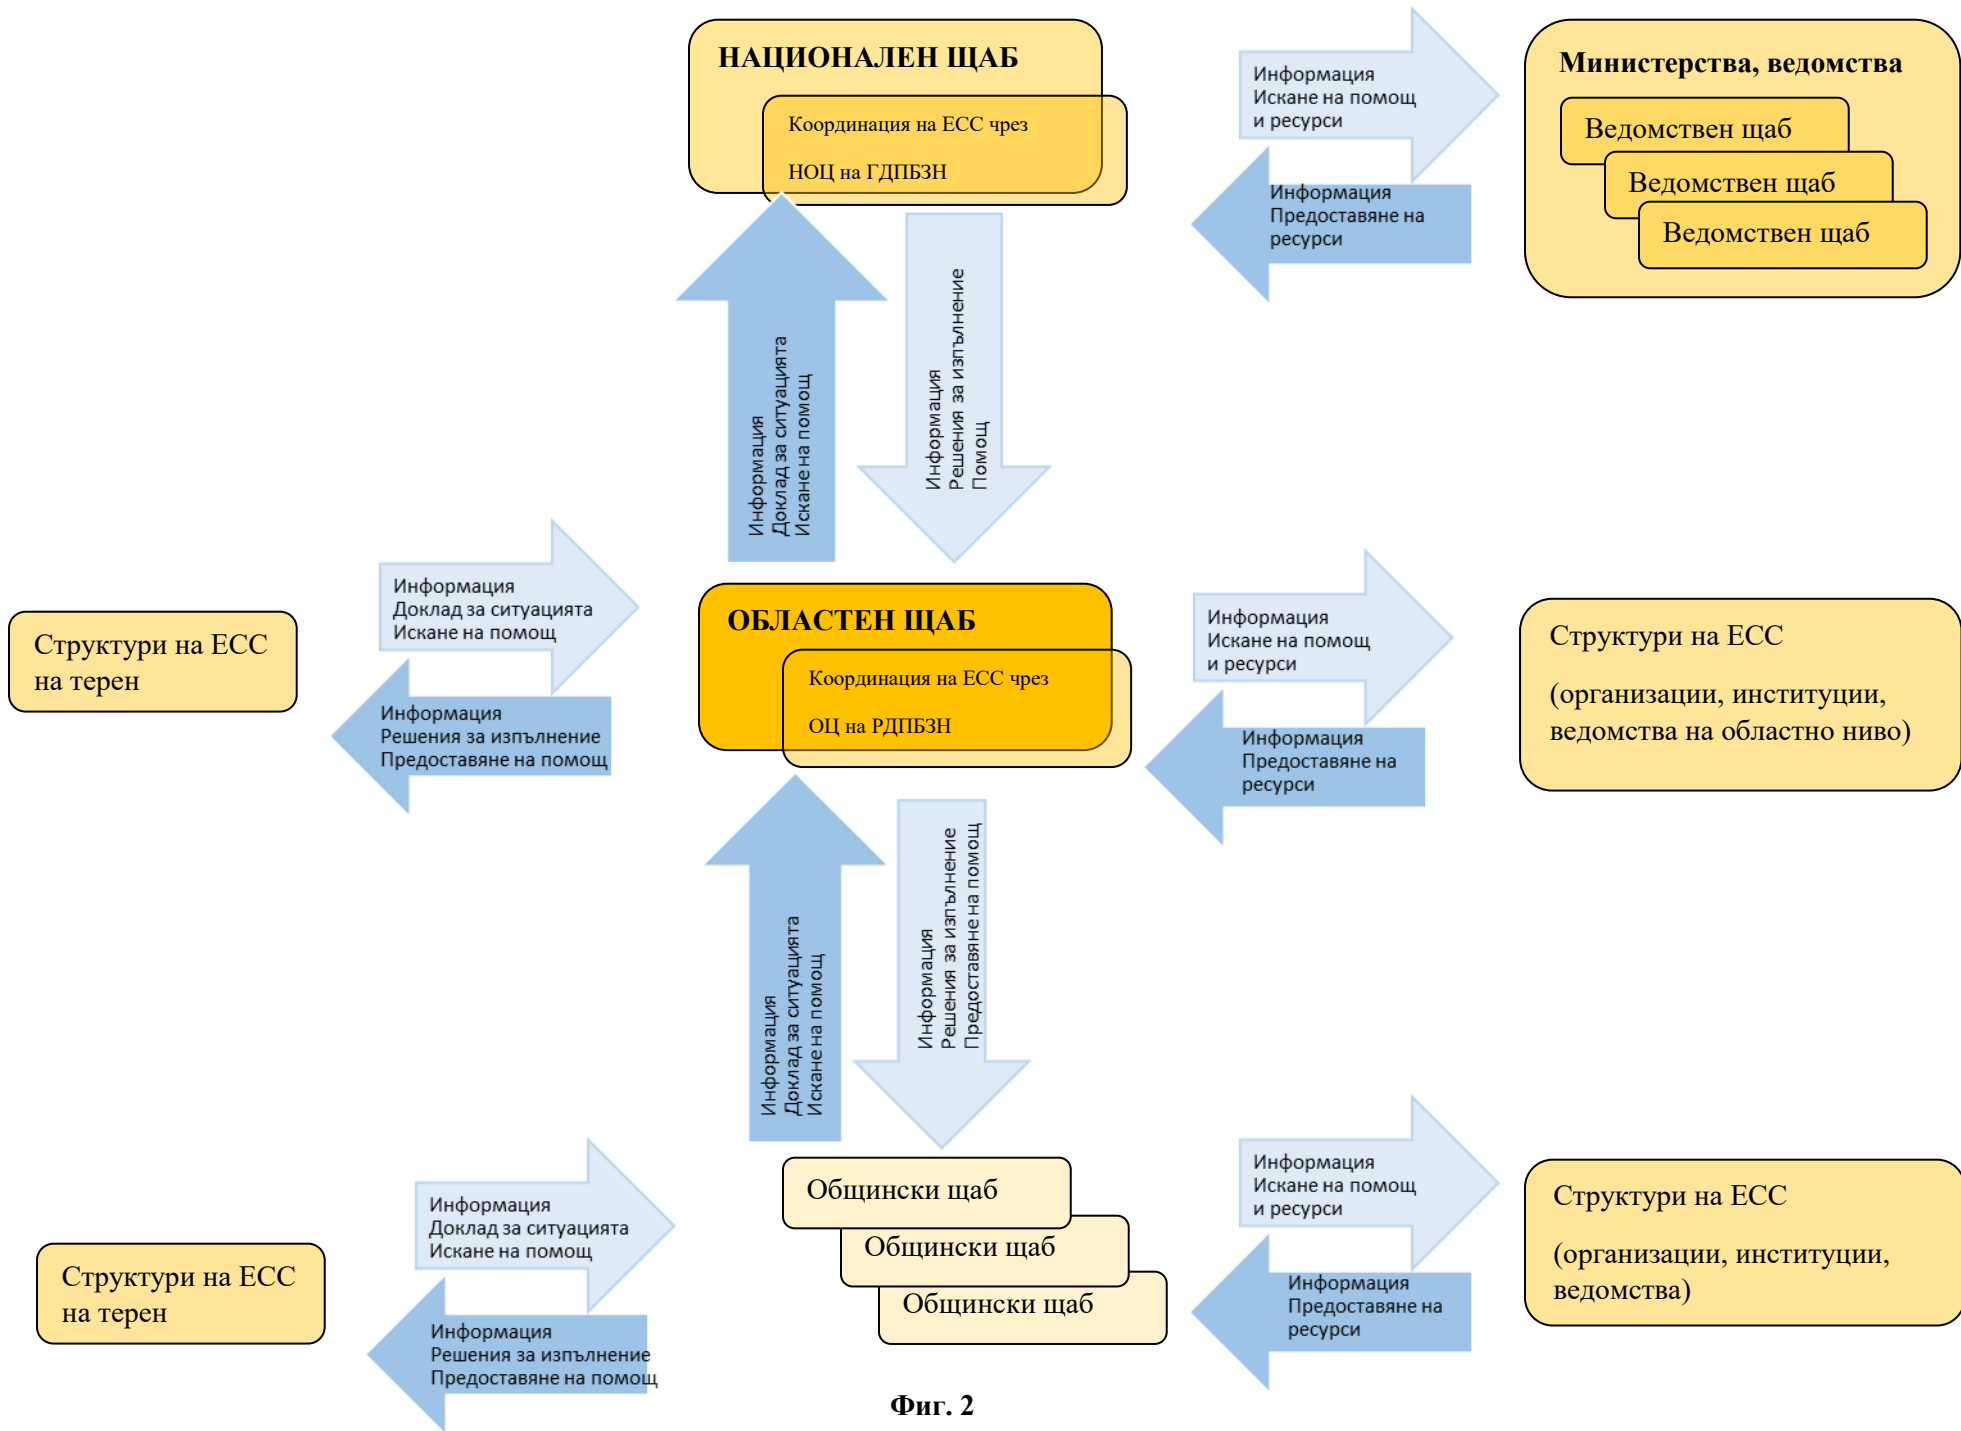 НАЦИОНАЛЕН ЩАБ
Координация на ЕСС чрез
НОЦ на ГДПБЗН
Информация
Искане на помощ
и ресурси
Информация
Предоставяне на
ресурси
Министерства, ведомства
Ведомствен щаб
Ведомствен щаб
Ведомствен щаб
Информация
Доклад за ситуацията
Искане на помощ
Информация
Решения за изпълнение
Помощ
Структури на ЕСС
на терен
Информация
Доклад за ситуацията
Искане на помощ
Информация
Решения за изпълнение
Предоставяне на помощ
ОБЛАСТЕН ЩАБ
Координация на ЕСС чрез
ОЦ на РДПБЗН
Информация
Искане на помощ
и ресурси
Информация
Предоставяне на
ресурси
Структури на ЕСС
(организации, институции,
ведомства на областно ниво)
Информация
Доклад за ситуацията
Искане на помощ
Информация
Решения за изпълнение
Предоставяне на помощ
Структури на ЕСС
на терен
Информация
Доклад за ситуацията
Искане на помощ
Информация
Решения за изпълнение
Предоставяне на помощ
Общински щаб
Общински щаб
Общински щаб
Информация
Искане на помощ
и ресурси
Информация
Предоставяне на
ресурси
Структури на ЕСС
(организации, институции,
ведомства)
Фиг. 2